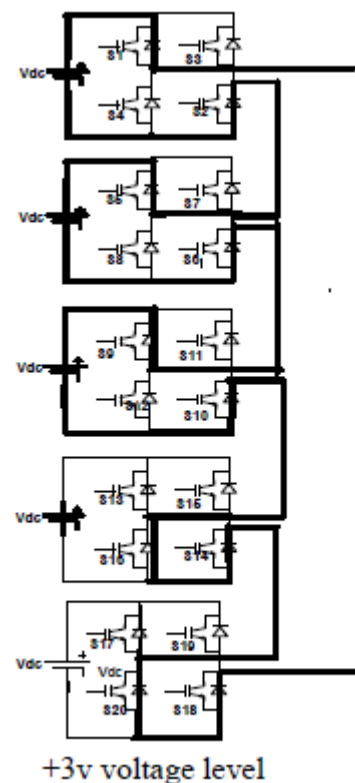 S1 S3
Vdc
S4 S2
S5 S7
Vdc
S8 S6
S9 S11
Vdc
S12 S10
S13 S15
Vdc
S16 S14
S17 S19
Vdc Vdc
S20 S18
+3v voltage level